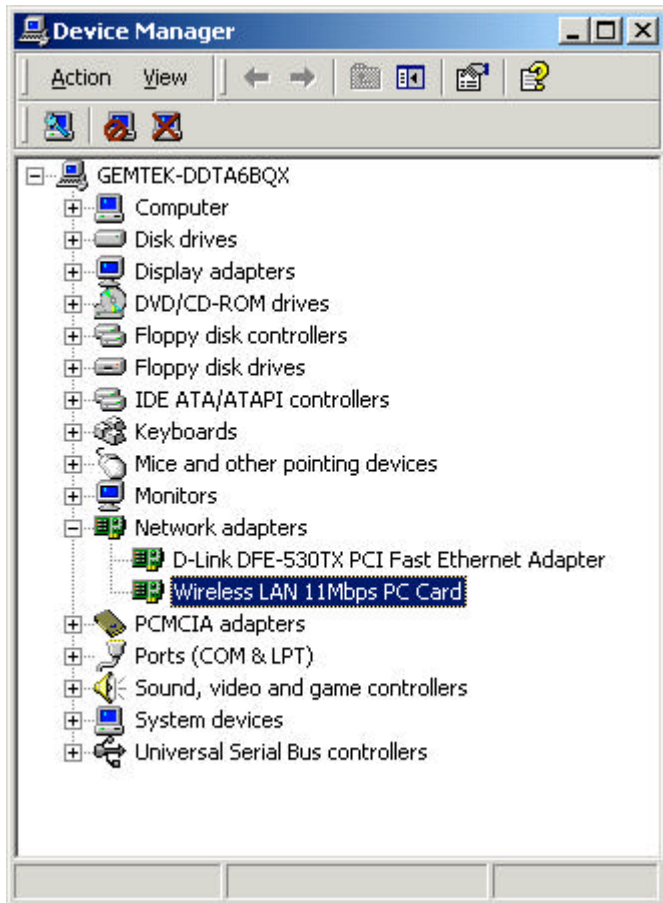 Device Manager
Action View
GEMTEK-DDTA6BQX
Computer
Disk drives
Display adapters
DVD/CD-ROM drives
Floppy disk controllers
Floppy disk drives
IDE ATA/ATAPI controllers
Keyboards
Mice and other pointing devices
Monitors
Network adapters
D-Link DFE-530TX PCI Fast Ethernet Adapter
Wireless LAN 11Mbps PC Card
PCMCIA adapters
Ports (COM & LPT)
Sound, video and game controllers
System devices
Universal Serial Bus controllers